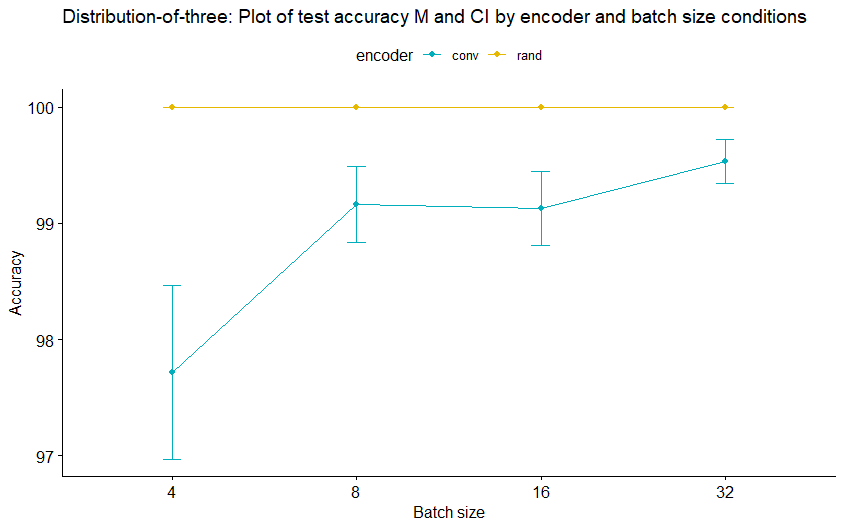 Distribution-of-three: Plot of test accuracy M and CI by encoder and batch size conditions
encoder conv rand
100
99
98
97
Accuracy
4 8 16 32
Batch size